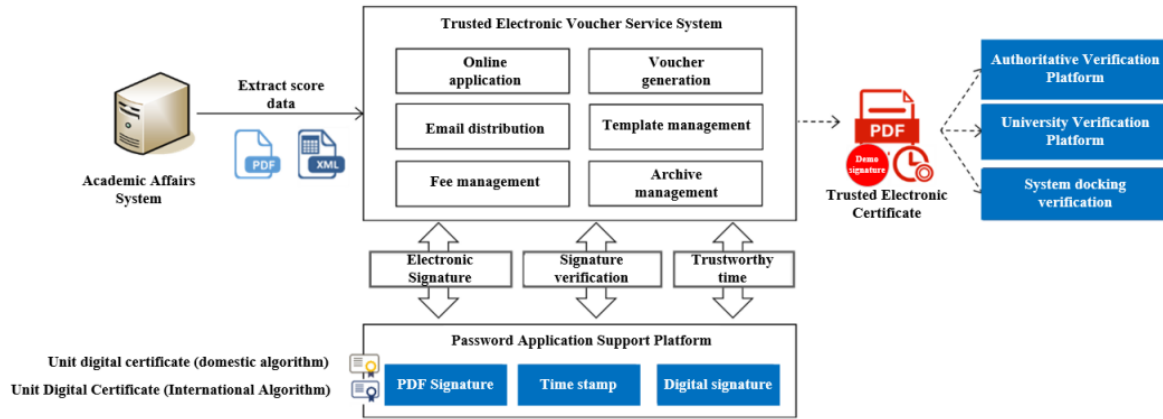 Trusted Electronic Voucher Service System
Online
application
Voucher
generation
Email distribution
Template management
Fee management
Archive
management
Extract score
data
PDF
XML
Academic Affairs
System
PDF
Demo
signature
Trusted Electronic
Certificate
Authoritative Verification
Platform
University Verification
Platform
System docking
verification
Electronic
Signature
Signature
verification
Trustworthy
time
Password Application Support Platform
Unit digital certificate (domestic algorithm)
Unit Digital Certificate (International Algorithm)
PDF Signature
Time stamp
Digital signature